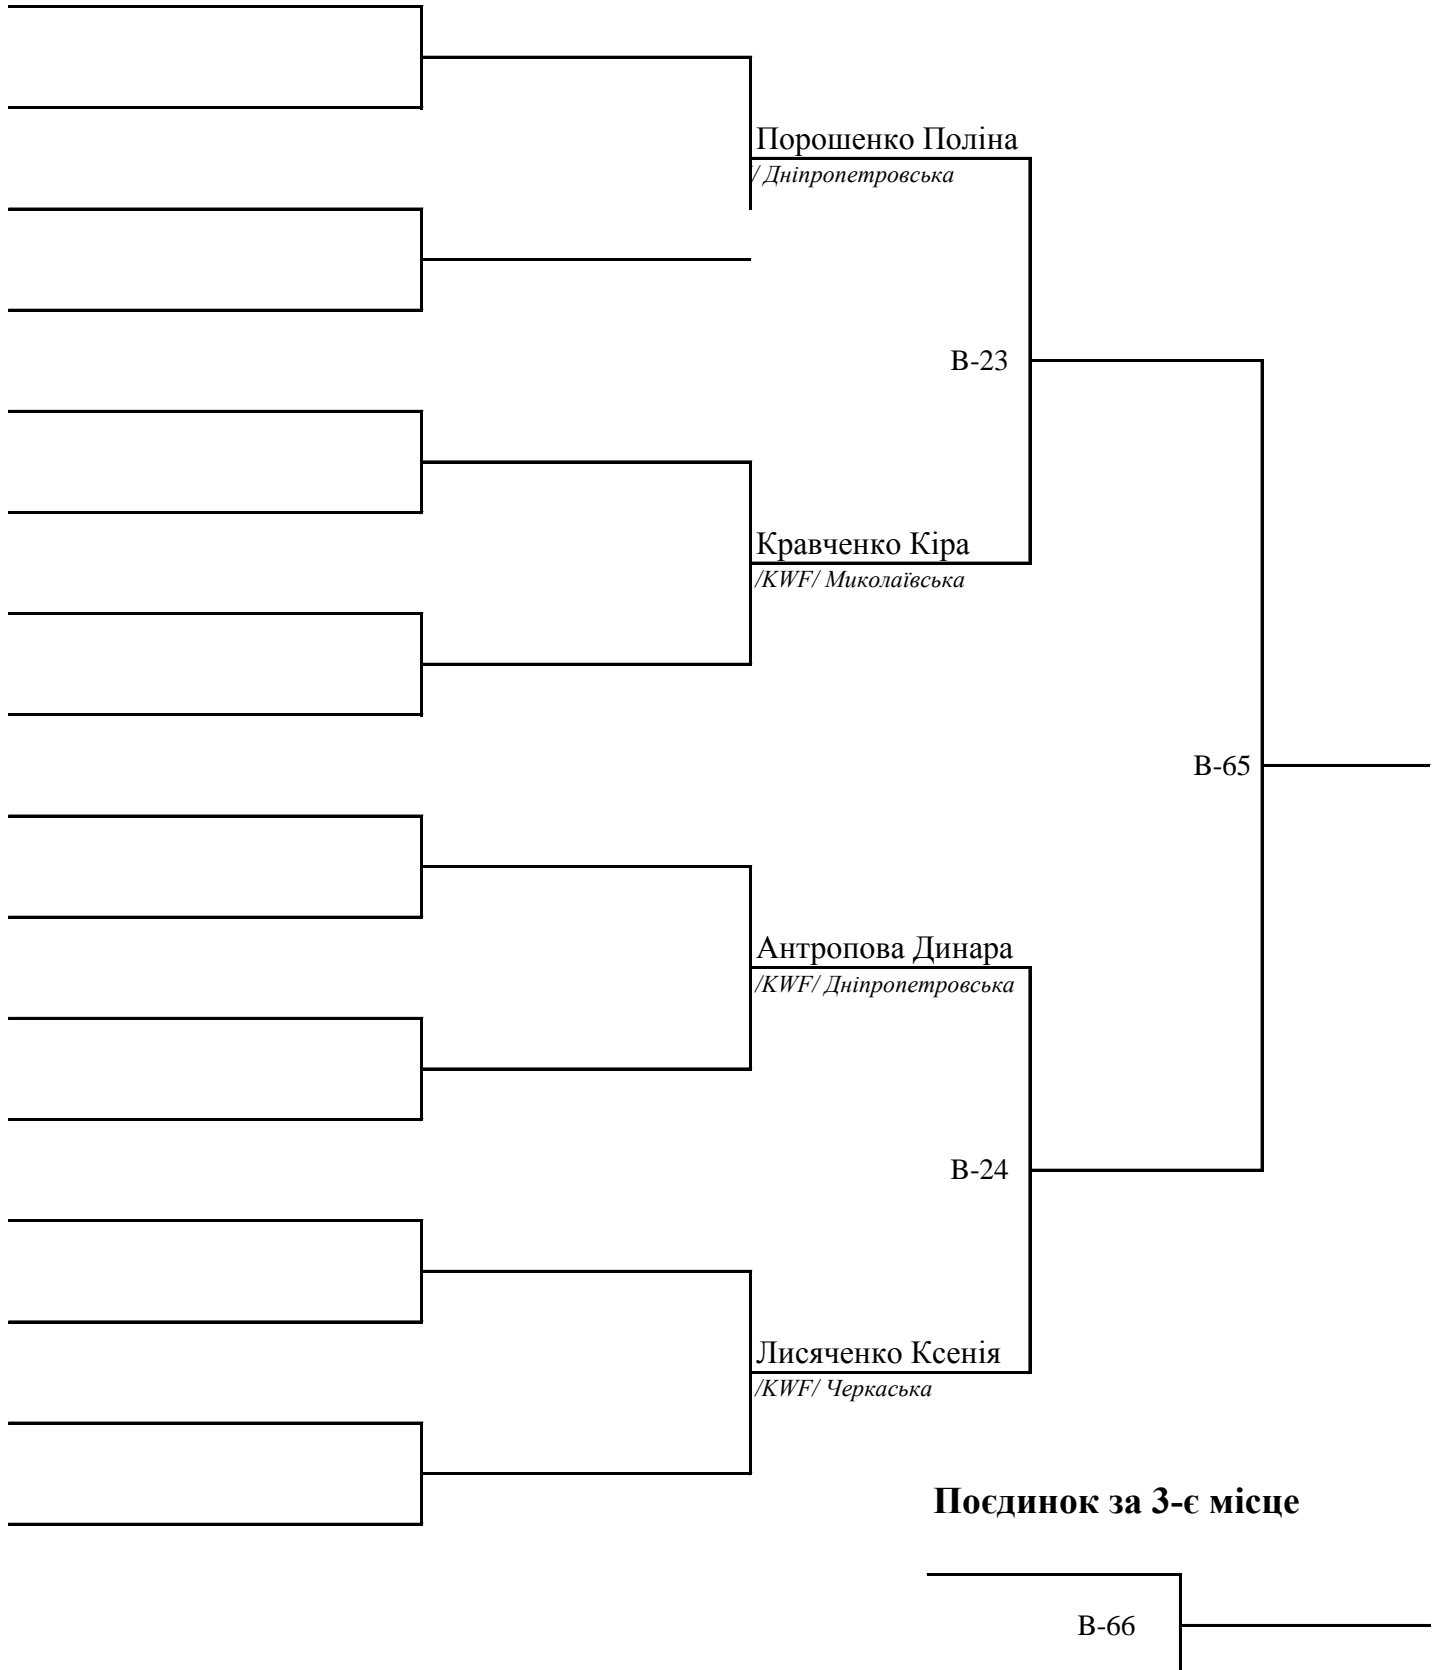 Порошенко Поліна
/ Дніпропетровська
В-23
Кравченко Кіра
/KWF/ Миколаївська
В-65
Антропова Динара
/KWF/ Дніпропетровська
В-24
Лисяченко Ксенія
/KWF/ Черкаська
Поєдинок за 3-є місце
В-66